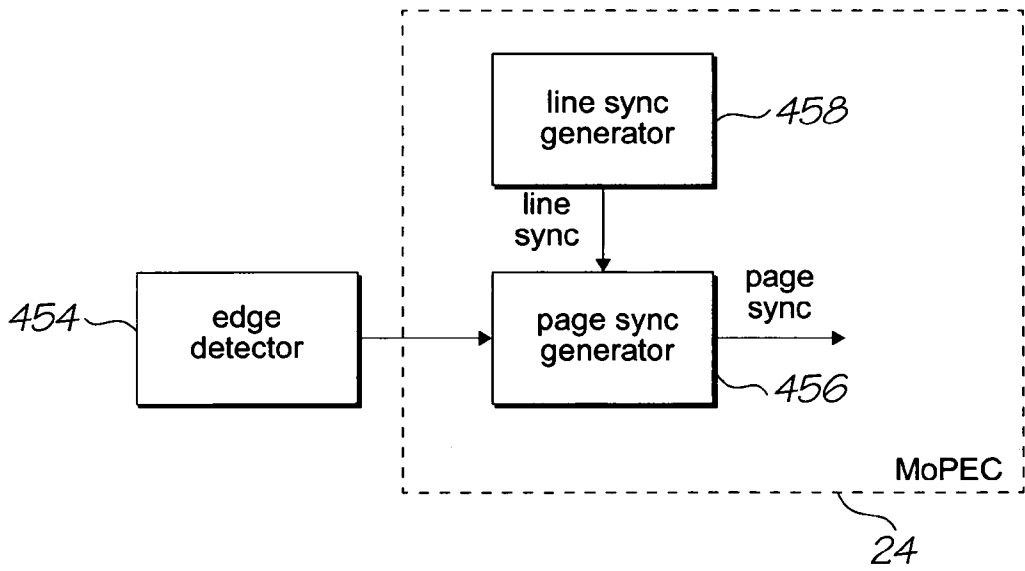 line sync
generator
458
line
sync
454
edge
detector
page sync
generator
page
sync
456
MoPEC
24